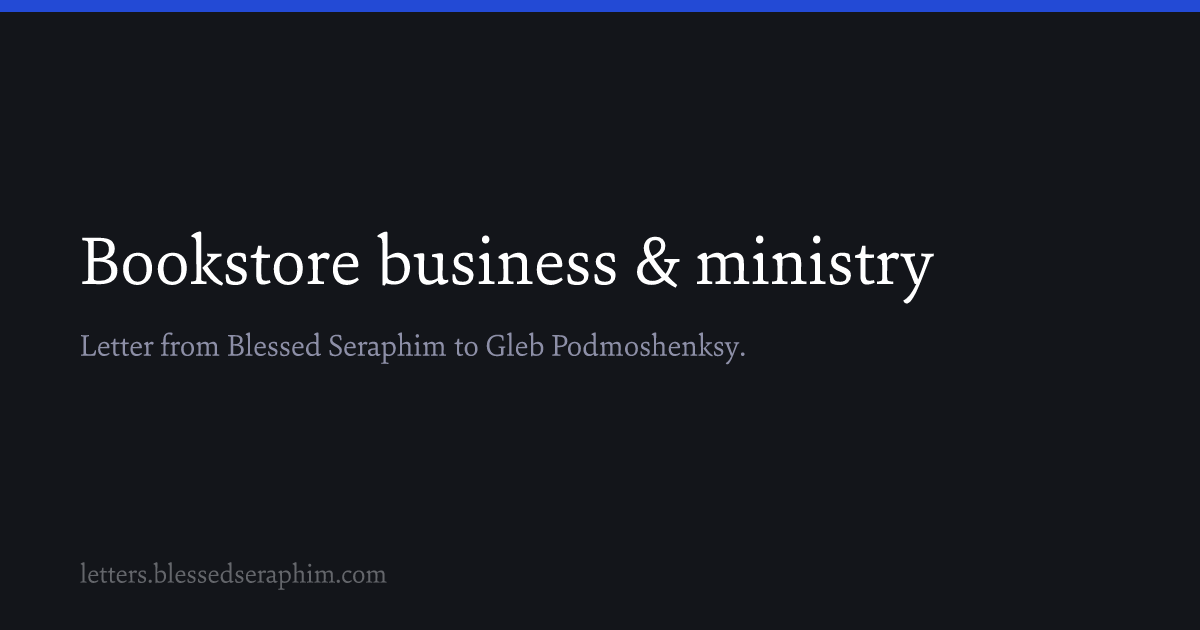 Bookstore business & ministry
Letter from Blessed Seraphim to Gleb Podmoshenksy.
letters.blessedseraphim.com